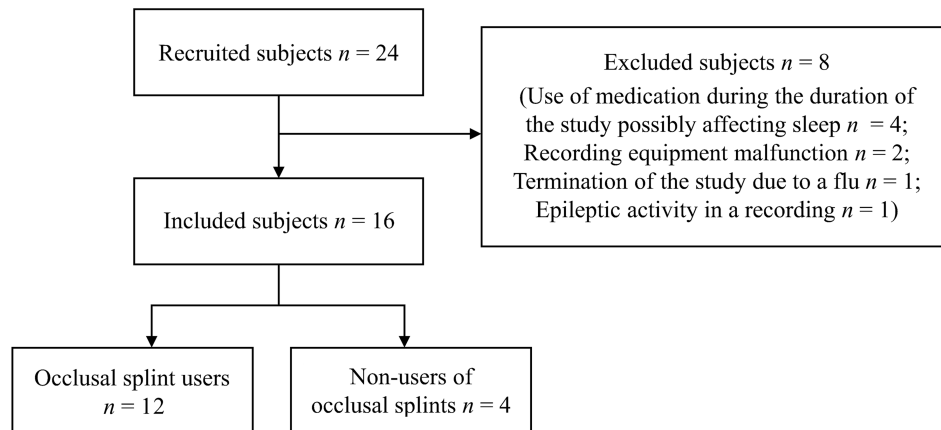 Recruited subjects n = 24
Excluded subjects n = 8
(Use of medication during the duration of
the study possibly affecting sleep n = 4;
Recording equipment malfunction n = 2;
Termination of the study due to a flu n = 1;
Epileptic activity in a recording n = 1)
Included subjects n = 16
Occlusal splint users
n = 12
Non-users of
occlusal splints n = 4